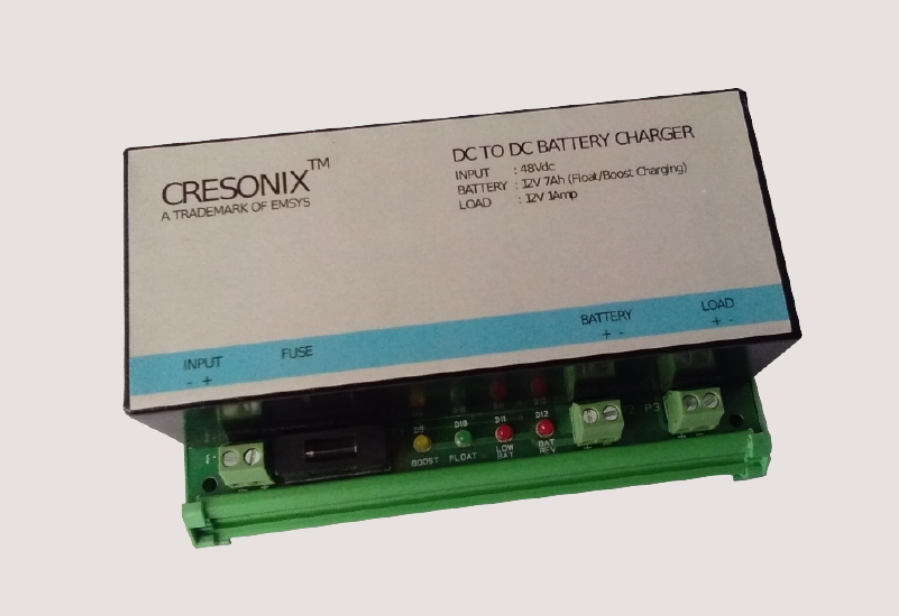 CRESONIX™
A TRADEMARK OF EMSYS
DC TO DC BATTERY CHARGER
INPUT : 48Vdc
BATTERY : 12V 7Ah (Float/Boost Charging)
LOAD : 12V 1Amp
INPUT
- +
FUSE
BATTERY
+ -
LOAD
+ -
D9
BOOST
D10
FLOAT
D11
LOW
BAT
D12
BAT
REV
P3